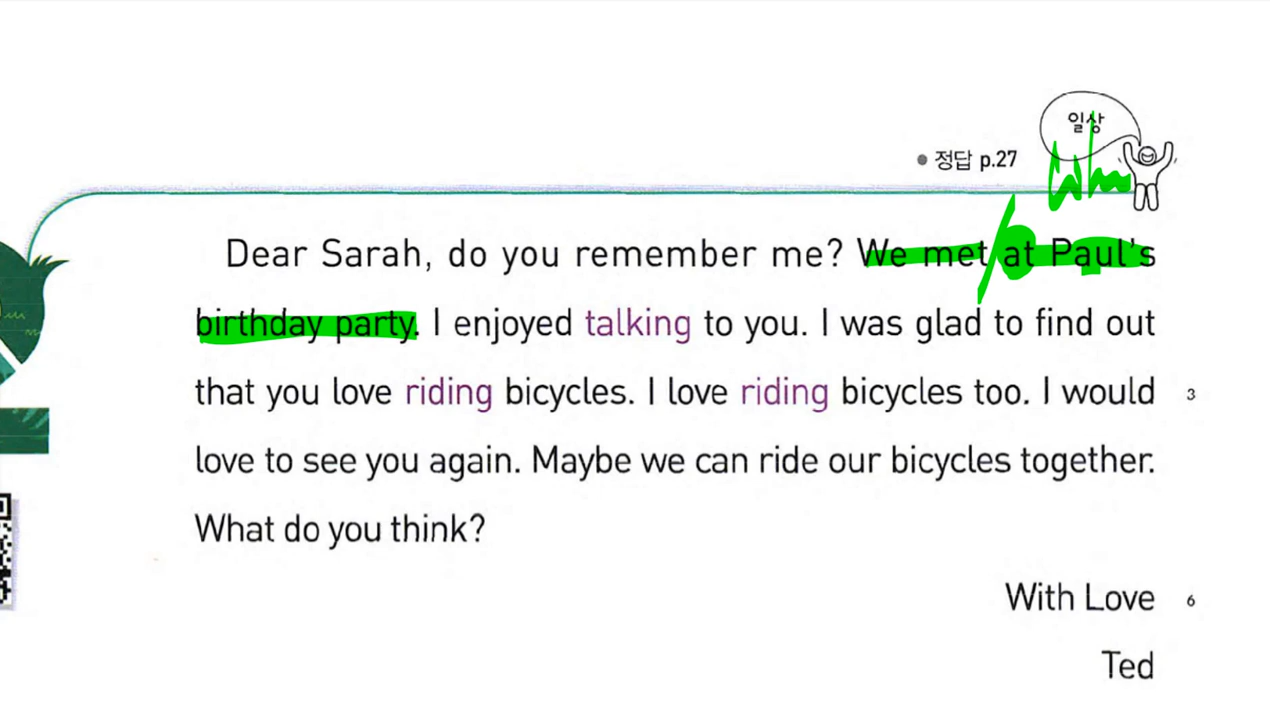 일상
정답 p.27
Dear Sarah, do you remember me? We met at Paul's
birthday party. I enjoyed talking to you. I was glad to find out
that you love riding bicycles. I love riding bicycles too. I would
3
love to see you again. Maybe we can ride our bicycles together.
What do you think?
With Love
6
Ted